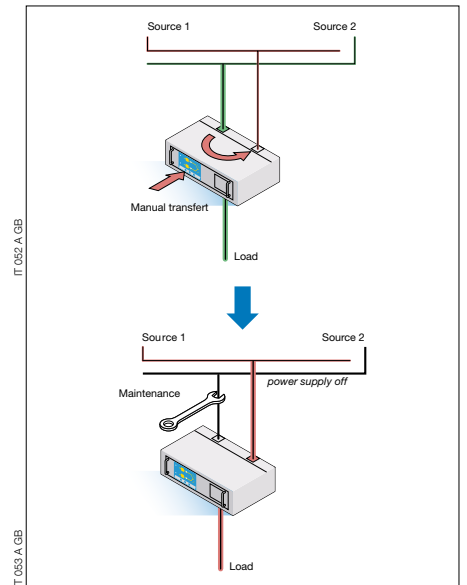 Source 1
Source 2
Manual transfert
Load
IT 052 A GB
Source 1
Source 2
power supply off
Maintenance
Load
T 053 A GB